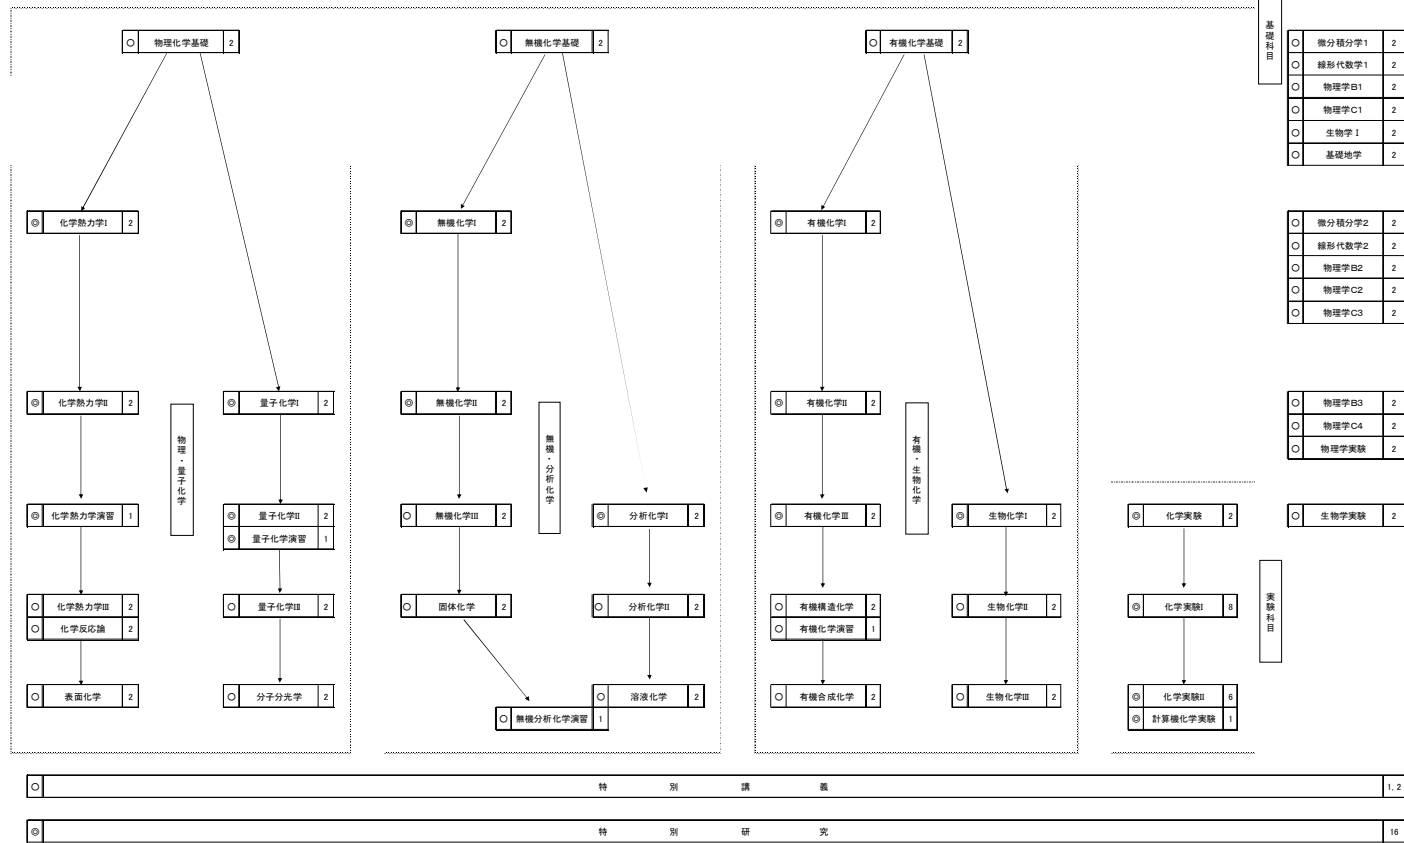 ○ 物理化学基礎 2
○ 無機化学基礎 2
○ 有機化学基礎 2
基礎科目
○ 微分積分学1 2
○ 線形代数学1 2
○ 物理学B1 2
○ 物理学C1 2
○ 生物学Ⅰ 2
○ 基礎地学 2
◎ 化学熱力学I 2
◎ 無機化学I 2
◎ 有機化学I 2
○ 微分積分学2 2
○ 線形代数学2 2
○ 物理学B2 2
○ 物理学C2 2
○ 物理学C3 2
◎ 化学熱力学II 2
◎ 量子化学I 2
◎ 無機化学II 2
◎ 有機化学II 2
○ 物理学B3 2
○ 物理学C4 2
○ 物理学実験 2
物理・量子化学
無機・分析化学
有機・生物化学
◎ 化学熱力学演習 1
◎ 量子化学II 2
◎ 量子化学演習 1
○ 無機化学III 2
◎ 分析化学I 2
◎ 有機化学Ⅲ 2
◎ 生物化学I 2
◎ 化学実験 2
○ 生物学実験 2
○ 化学熱力学III 2
○ 化学反応論 2
○ 量子化学III 2
○ 固体化学 2
○ 分析化学II 2
○ 有機構造化学 2
○ 有機化学演習 1
○ 生物化学II 2
◎ 化学実験I 8
実験科目
○ 表面化学 2
○ 分子分光学 2
○ 溶液化学 2
○ 無機分析化学演習 1
○ 有機合成化学 2
○ 生物化学III 2
◎ 化学実験II 6
◎ 計算機化学実験 1
○ 特別講義 1, 2
◎ 特別研究 16